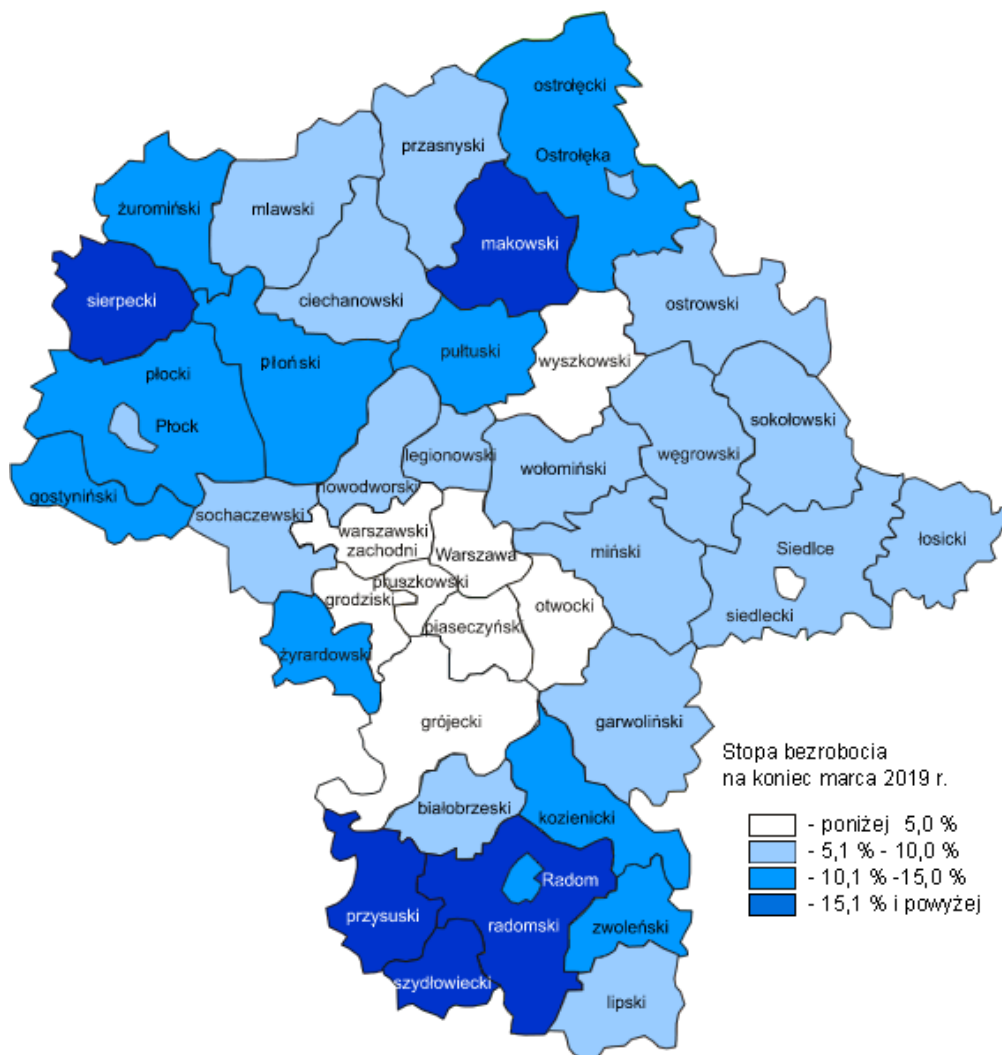 ostrołęcki
przasnyski
Ostrołęka
żuromiński
mlawski
makowski
sierpecki
ciechanowski
ostrowski
pułtuski
wyszkowski
płoński
płocki
Płock
sokołowski
legionowski
wołomiński
węgrowski
gostyniński
nowodworski
sochaczewski
warszawski
zachodni
Warszawa
miński
Siedlce
łosicki
pruszkowski
grodziski
otwocki
siedlecki
piaseczyński
żyrardowski
grójecki
garwoliński
Stopa bezrobocia
na koniec marca 2019 r.
białobrzeski
kozienicki
- poniżej 5,0 %
- 5,1 % - 10,0 %
- 10,1 % -15,0 %
- 15,1 % i powyżej
Radom
przysuski
radomski
zwoleński
szydłowiecki
lipski